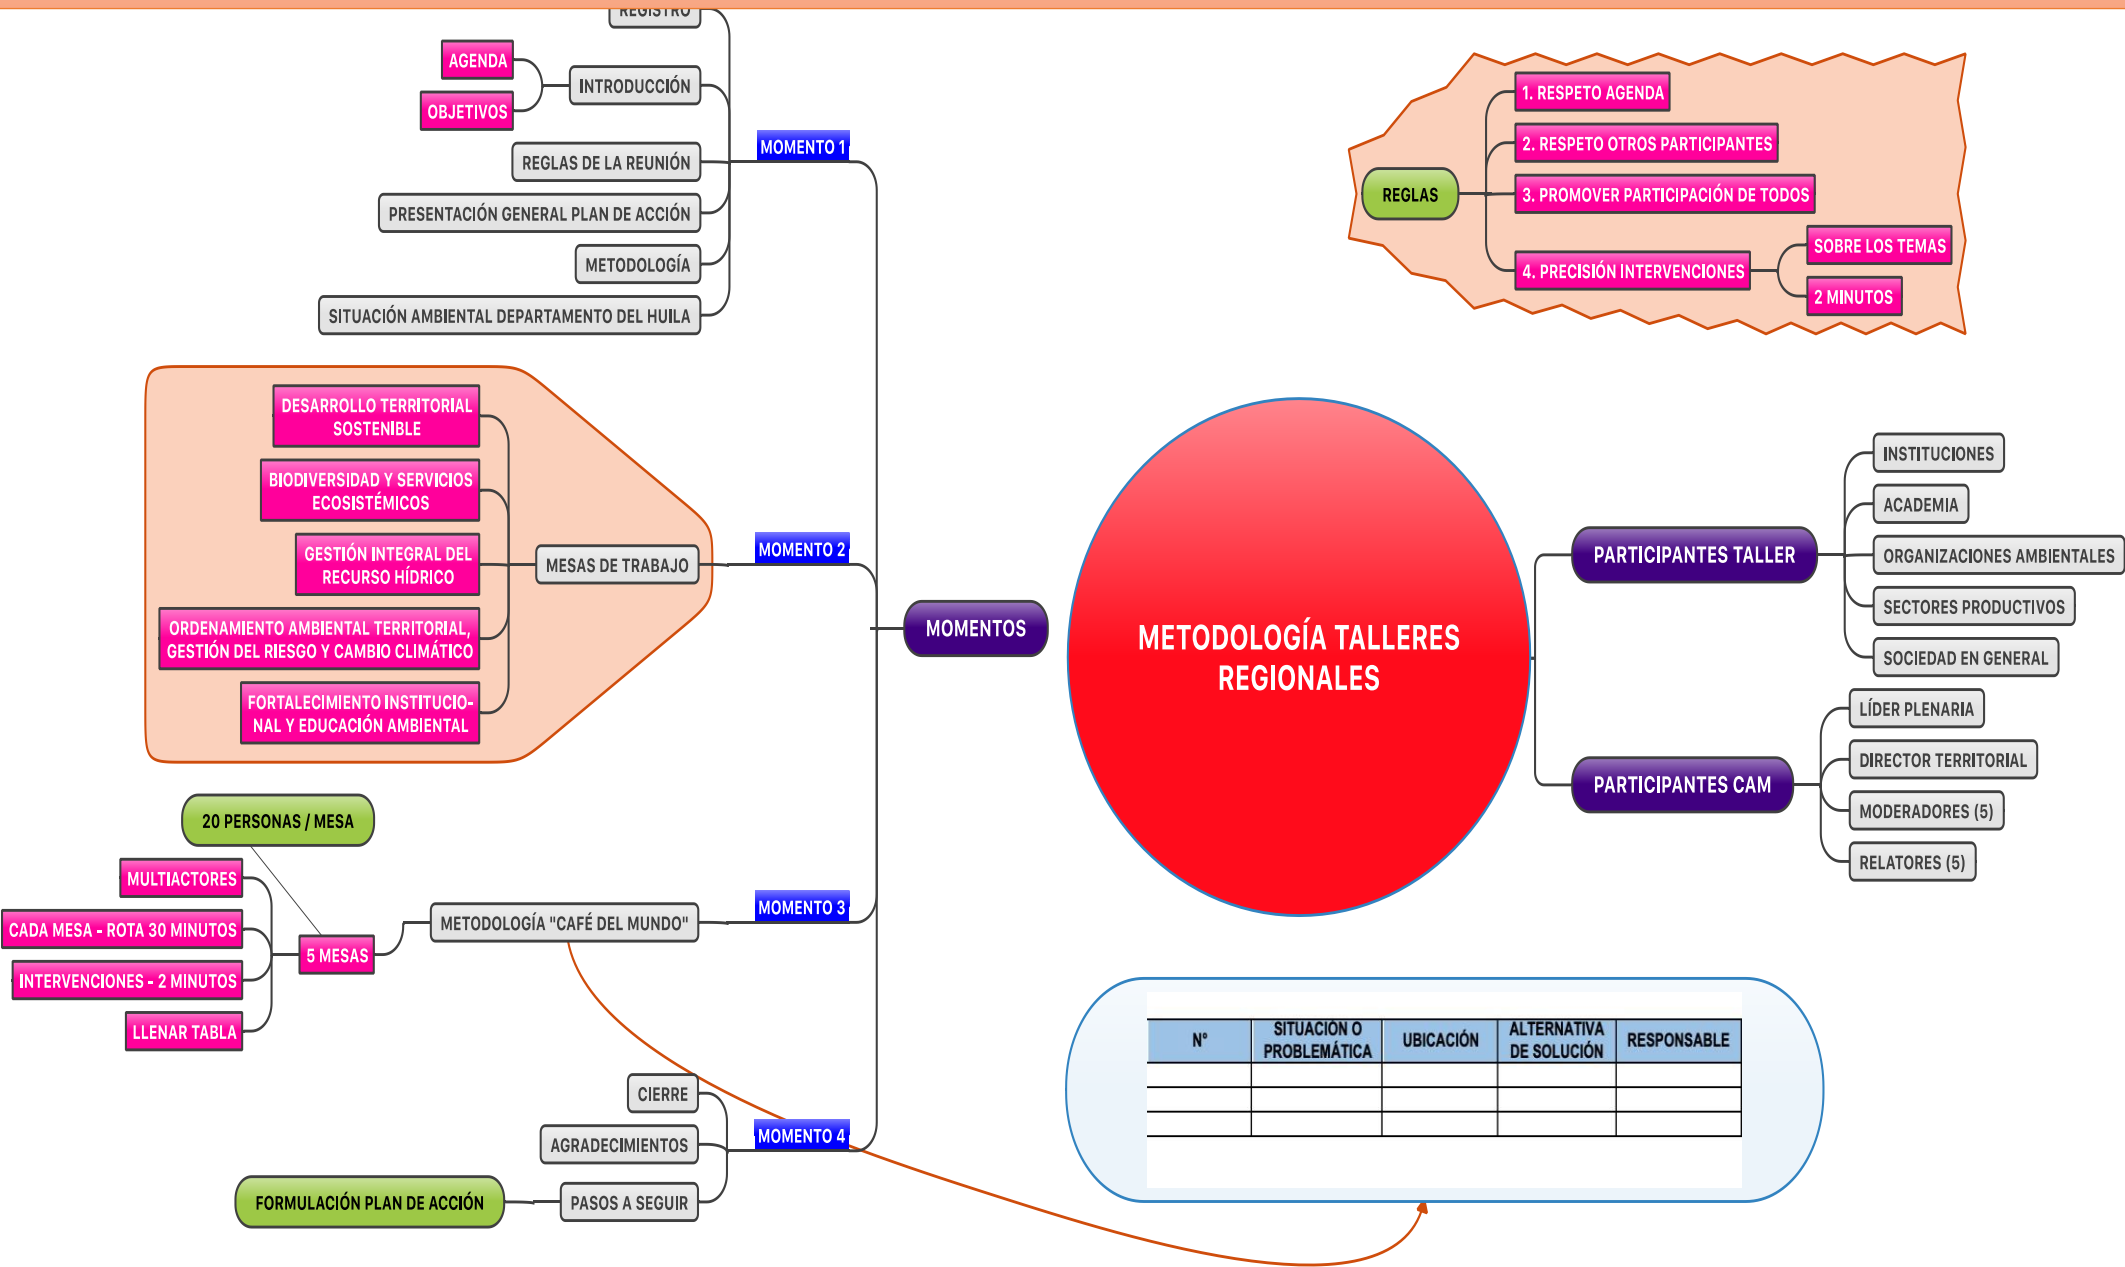 REGISTRO
AGENDA
OBJETIVOS
INTRODUCCIÓN
REGLAS DE LA REUNIÓN
PRESENTACIÓN GENERAL PLAN DE ACCIÓN
METODOLOGÍA
SITUACIÓN AMBIENTAL DEPARTAMENTO DEL HUILA
MOMENTO 1
DESARROLLO TERRITORIAL
SOSTENIBLE
BIODIVERSIDAD Y SERVICIOS
ECOSISTÉMICOS
GESTIÓN INTEGRAL DEL
RECURSO HÍDRICO
ORDENAMIENTO AMBIENTAL TERRITORIAL,
GESTIÓN DEL RIESGO Y CAMBIO CLIMÁTICO
FORTALECIMIENTO INSTITUCIO-
NAL Y EDUCACIÓN AMBIENTAL
MESAS DE TRABAJO
MOMENTO 2
MOMENTOS
20 PERSONAS / MESA
MULTIACTORES
CADA MESA - ROTA 30 MINUTOS
INTERVENCIONES - 2 MINUTOS
LLENAR TABLA
5 MESAS
METODOLOGÍA "CAFÉ DEL MUNDO"
MOMENTO 3
CIERRE
AGRADECIMIENTOS
FORMULACIÓN PLAN DE ACCIÓN
PASOS A SEGUIR
MOMENTO 4
METODOLOGÍA TALLERES
REGIONALES
REGLAS
1. RESPETO AGENDA
2. RESPETO OTROS PARTICIPANTES
3. PROMOVER PARTICIPACIÓN DE TODOS
4. PRECISIÓN INTERVENCIONES
SOBRE LOS TEMAS
2 MINUTOS
PARTICIPANTES TALLER
INSTITUCIONES
ACADEMIA
ORGANIZACIONES AMBIENTALES
SECTORES PRODUCTIVOS
SOCIEDAD EN GENERAL
PARTICIPANTES CAM
LÍDER PLENARIA
DIRECTOR TERRITORIAL
MODERADORES (5)
RELATORES (5)
N°
SITUACIÓN O
PROBLEMÁTICA
UBICACIÓN
ALTERNATIVA
DE SOLUCIÓN
RESPONSABLE